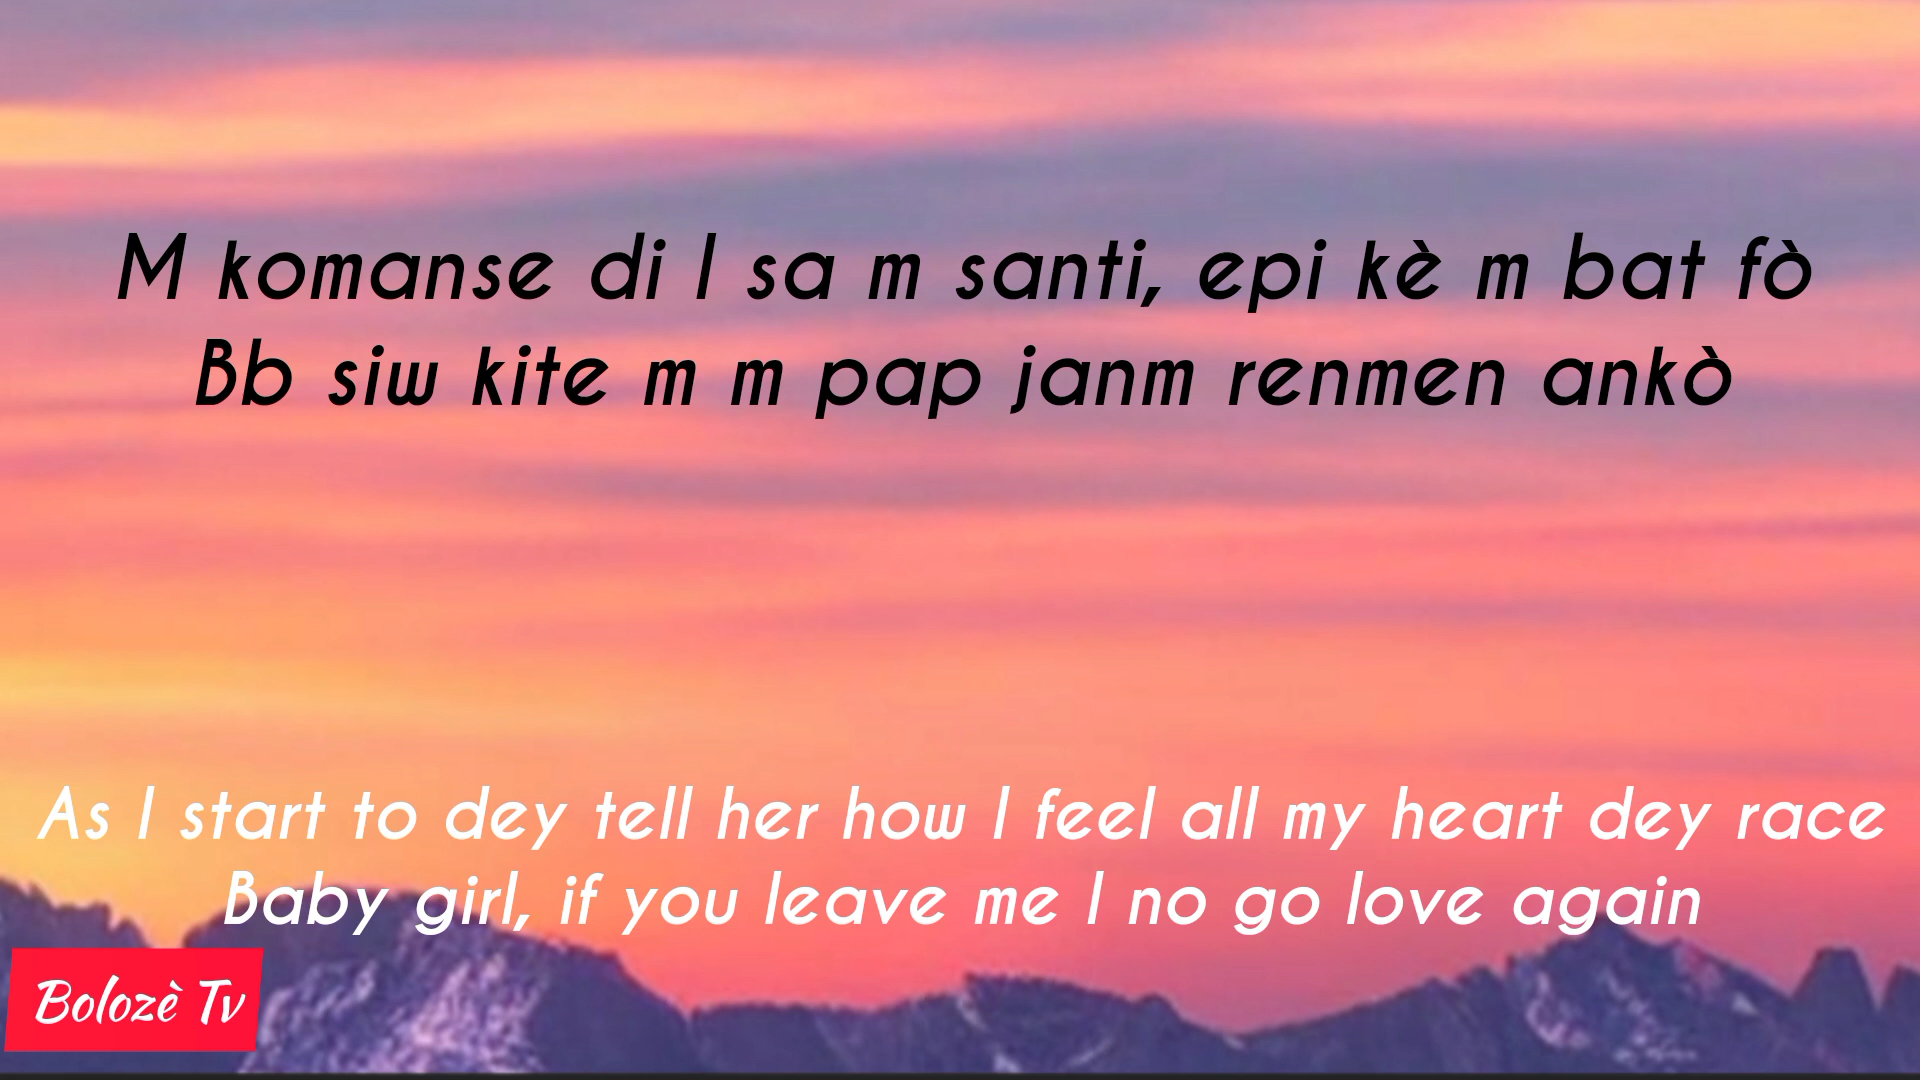 M komanse di l sa m santi, epi kè m bat fò
Bb siw kite m m pap janm renmen ankò
As I start to dey tell her how I feel all my heart dey race
Baby girl, if you leave me I no go love again
Bolozè Tv